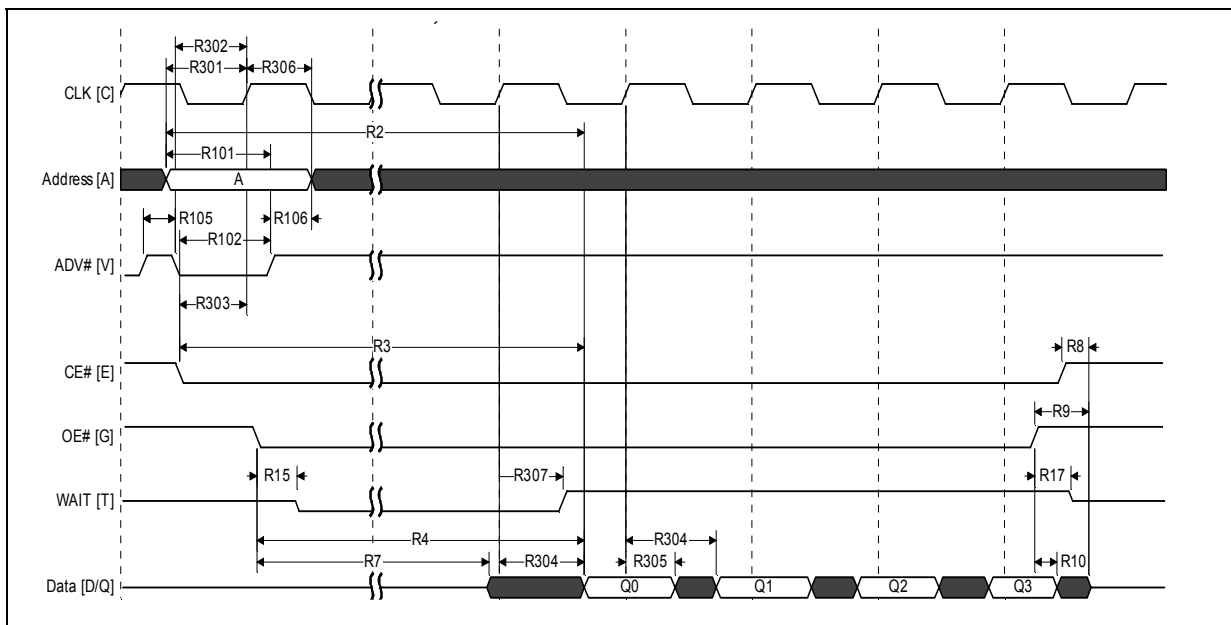 R302
R301 R306
CLK [C]
R2
R101
Address [A] A
R105 R106
R102
ADV# [V]
R303
R3
R8
CE# [E]
R9
OE# [G]
R15 R307 R17
WAIT [T]
R4 R304
R7 R304 R305 R10
Data [D/Q] Q0 Q1 Q2 Q3